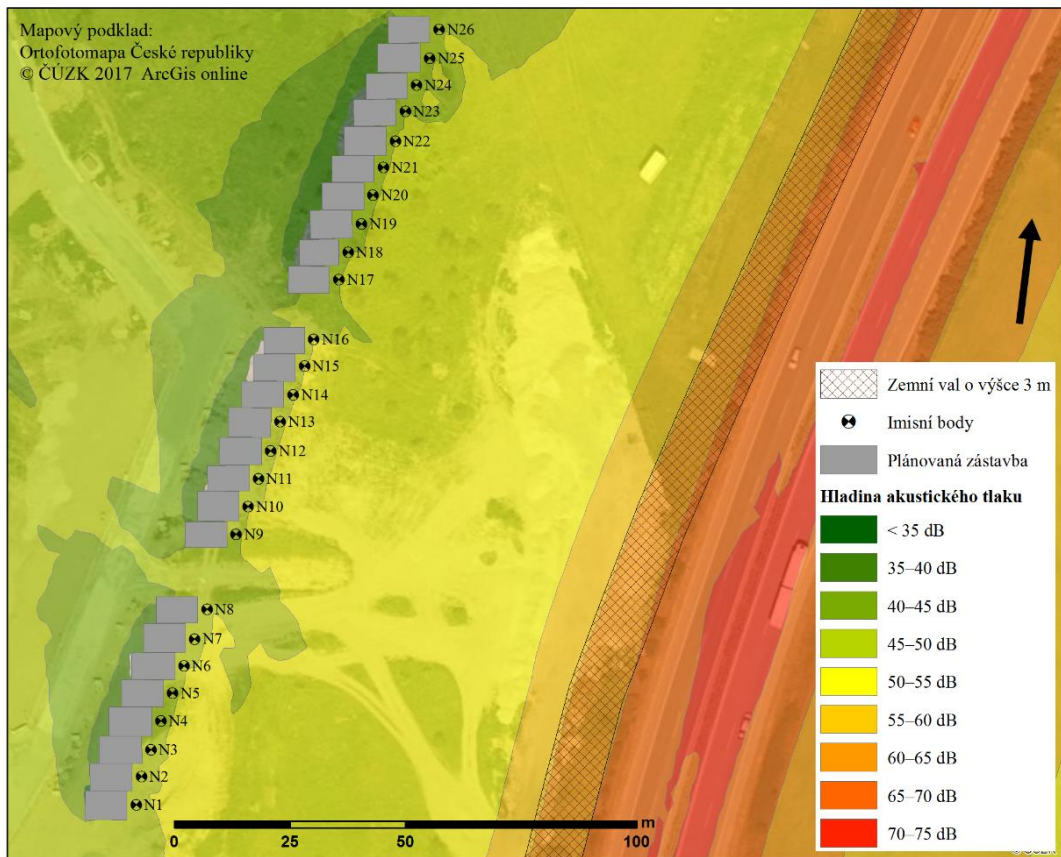 Mapový podklad:
Ortofotomapa České republiky
© ČÚZK 2017 ArcGis online
N26
N25
N24
N23
N22
N21
N20
N19
N18
N17
N16
N15
N14
N13
N12
N11
N10
N9
N8
N7
N6
N5
N4
N3
N2
N1
Zemní val o výšce 3 m
Imisní body
Plánovaná zástavba
Hladina akustického tlaku
< 35 dB
35–40 dB
40–45 dB
45–50 dB
50–55 dB
55–60 dB
60–65 dB
65–70 dB
70–75 dB
m
0 25 50 100